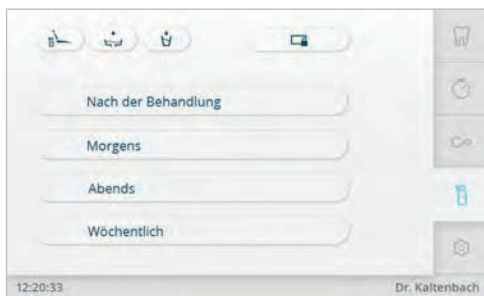 Nach der Behandlung
Morgens
Abends
Wöchentlich
12:20:33 Dr. Kaltenbach